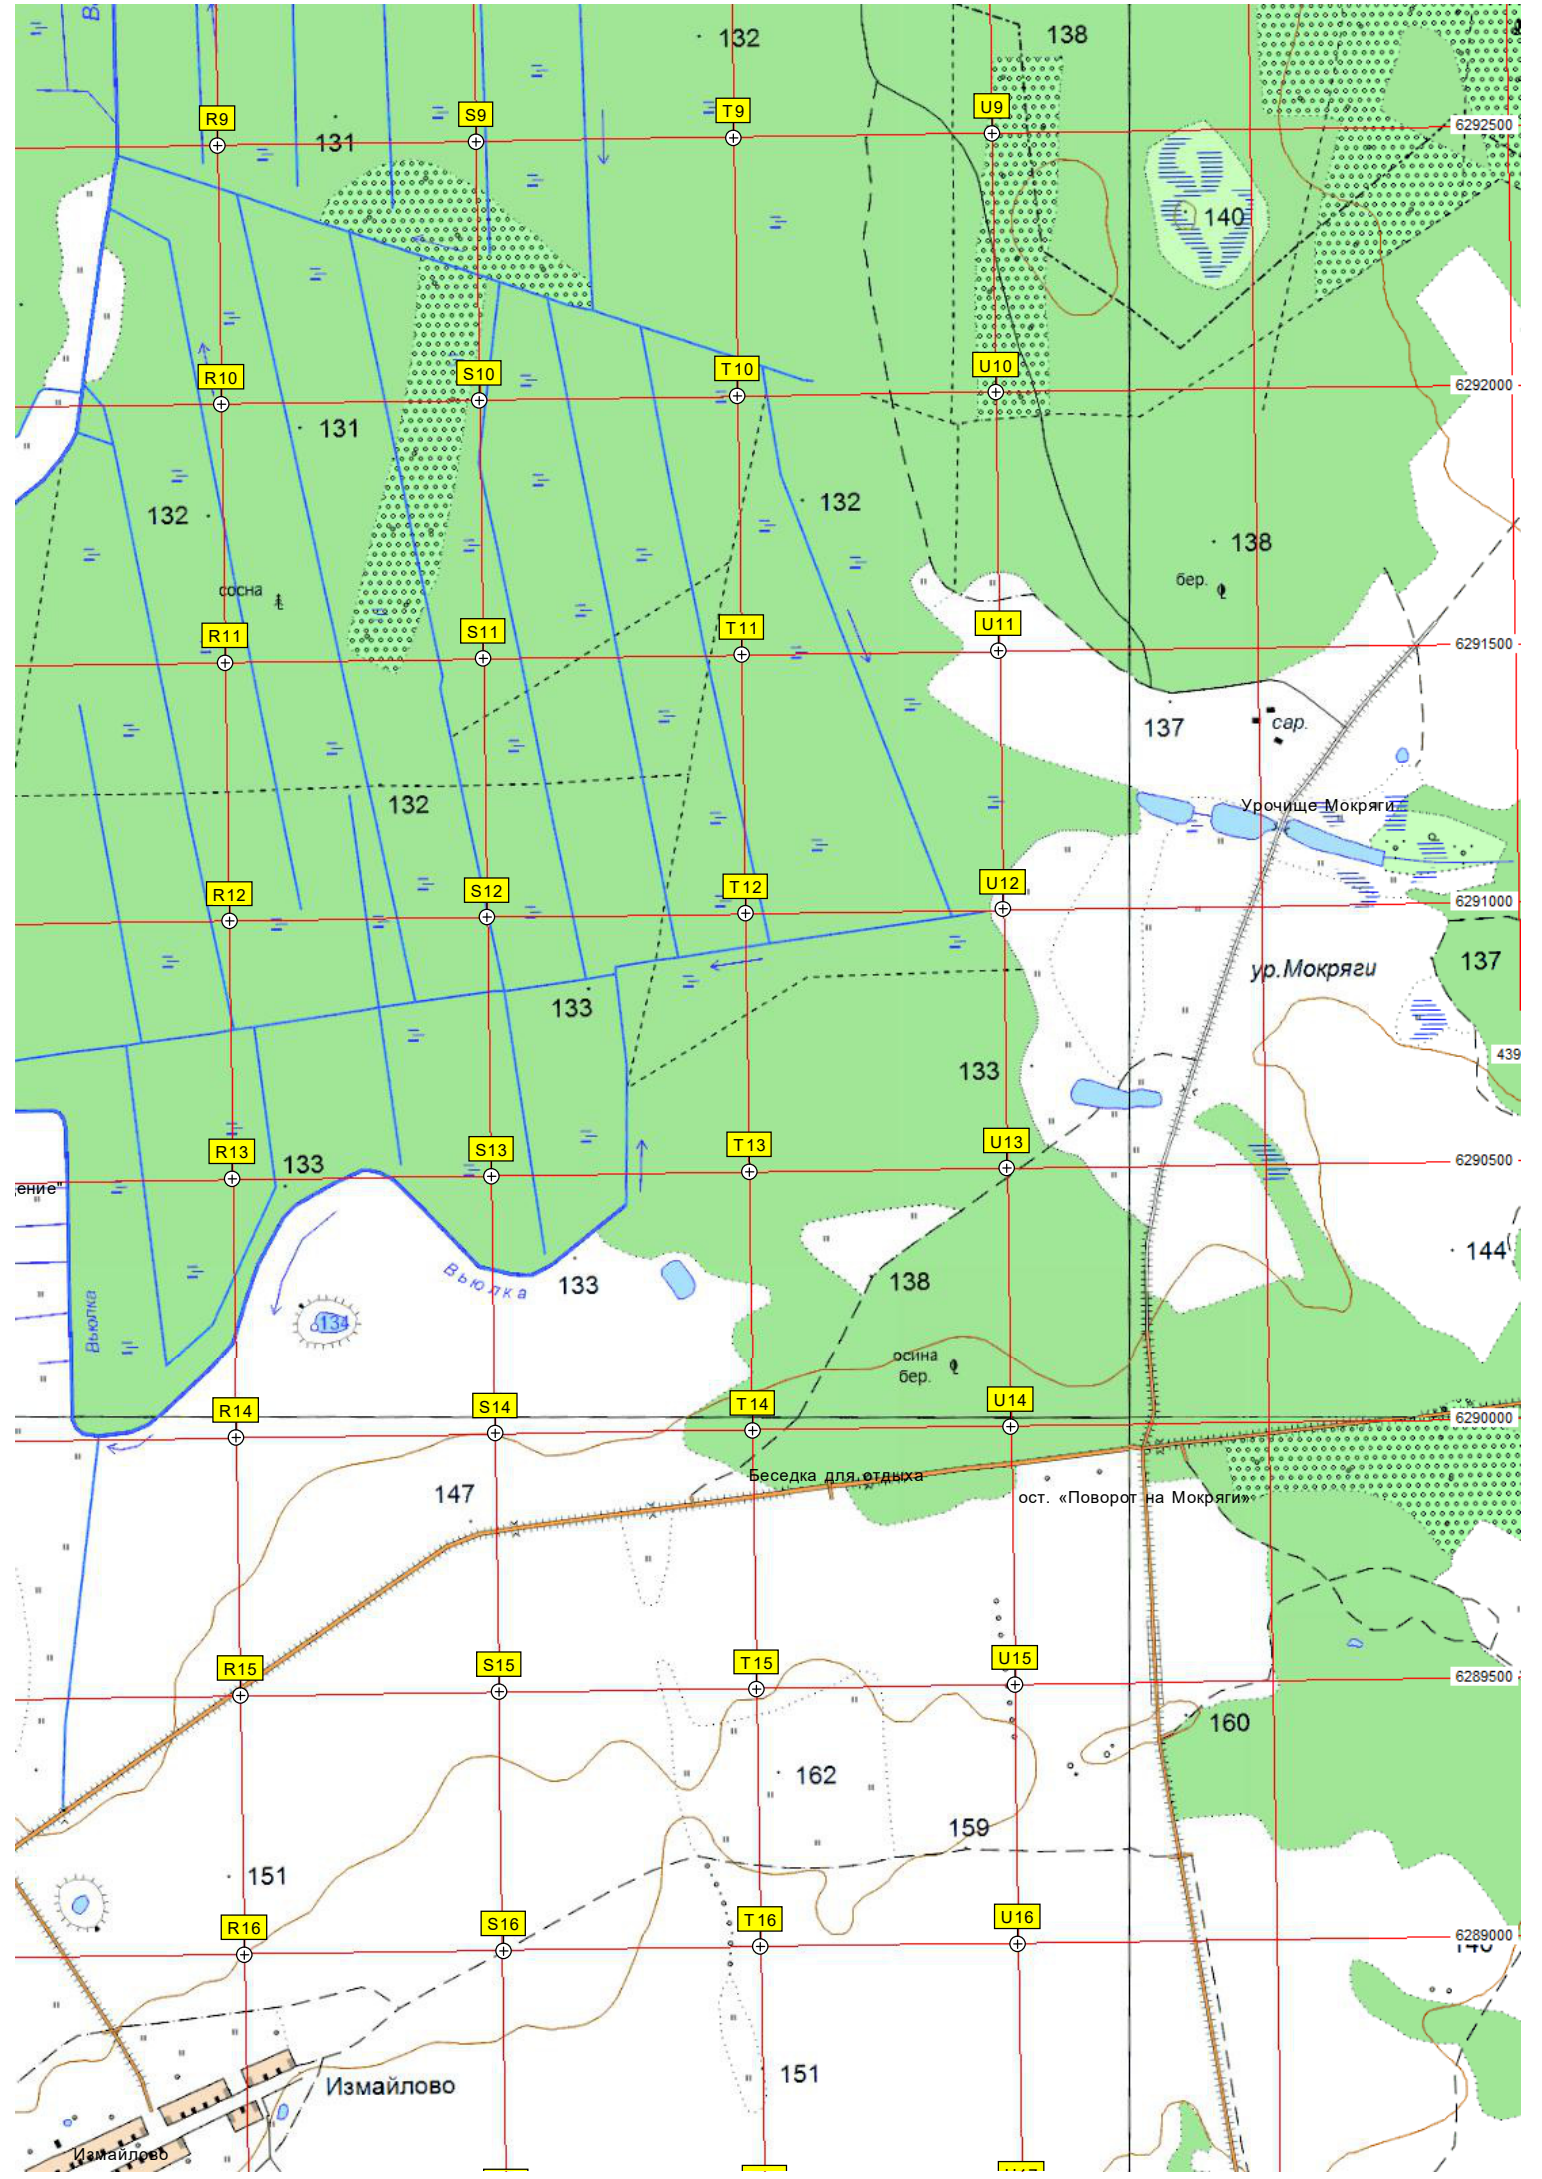 132
138
R9
S9
T9
U9
6292500
131
140
R10
S10
T10
U10
6292000
131
132
132
138
бер.
сосна
R11
S11
T11
U11
6291500
137
сар.
132
Урочище Мокряги
R12
S12
T12
U12
6291000
137
ур.Мокряги
133
133
439
R13
S13
T13
U13
6290500
133
ение"
144
138
133
Вьюлка
Вьюлка
134
осина
бер.
R14
S14
T14
U14
6290000
Беседка для отдыха
147
ост. «Поворот на Мокряги»
R15
S15
T15
U15
6289500
160
162
159
151
R16
S16
T16
U16
6289000
151
Измайлово
Измайлово